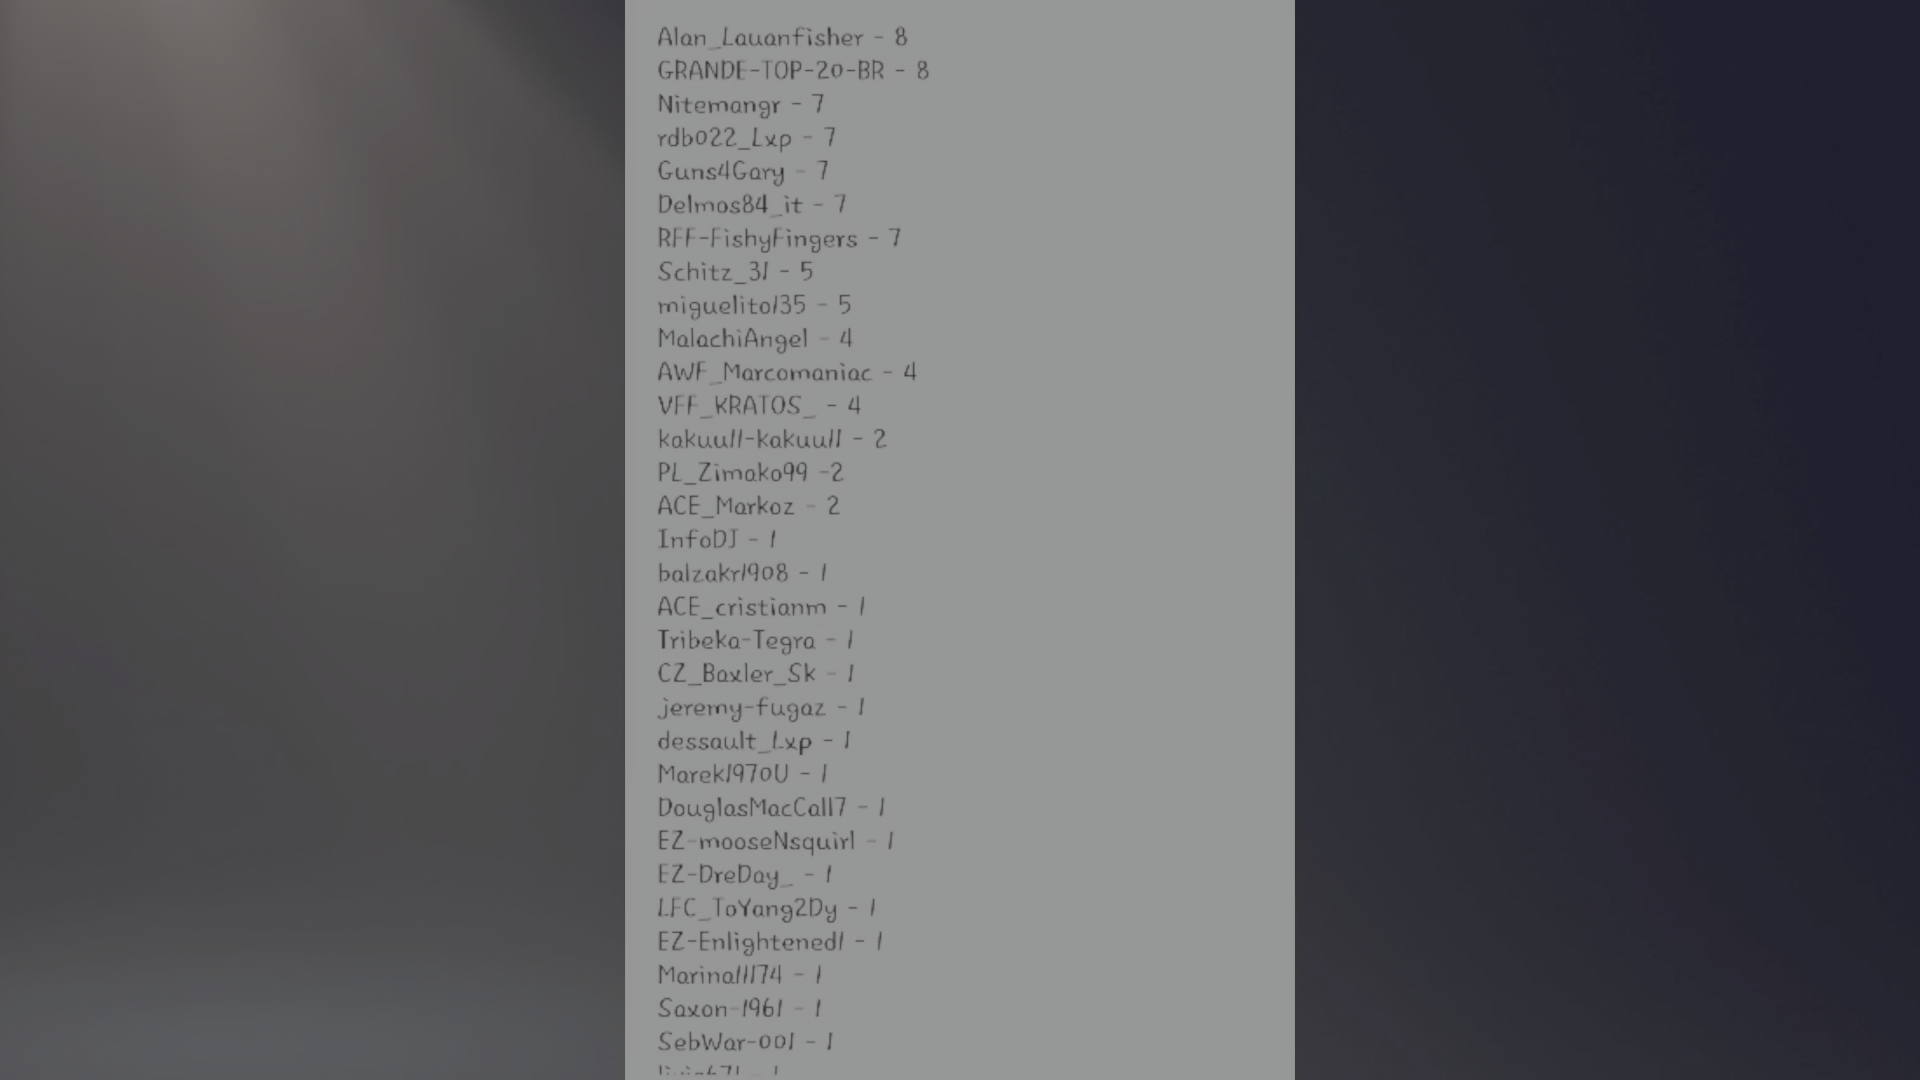 Alan_Lauanfisher - 8
GRANDE-TOP-20-BR - 8
Nitemangr - 7
rdb022_Lxp - 7
Guns4Gary - 7
Delmos84_it - 7
RFF-FishyFingers - 7
Schitz_31 - 5
miguelito135 - 5
MalachiAngel - 4
AWF_Marcomaniac - 4
VFF_KRATOS_ - 4
kakuu11-kakuu11 - 2
PL_Zimako99 -2
ACE_Markoz - 2
InfoDJ - 1
balzakr1908 - 1
ACE_cristianm - 1
Tribeka-Tegra - 1
CZ_Baxler_Sk - 1
jeremy-fugaz - 1
dessault_Lxp - 1
Marek1970U - 1
DouglasMacCall7 - 1
EZ-mooseNsquirl - 1
EZ-DreDay_ - 1
LFC_ToYang2Dy - 1
EZ-Enlightened1 - 1
Marina11174 - 1
Saxon-1961 - 1
SebWar-001 - 1